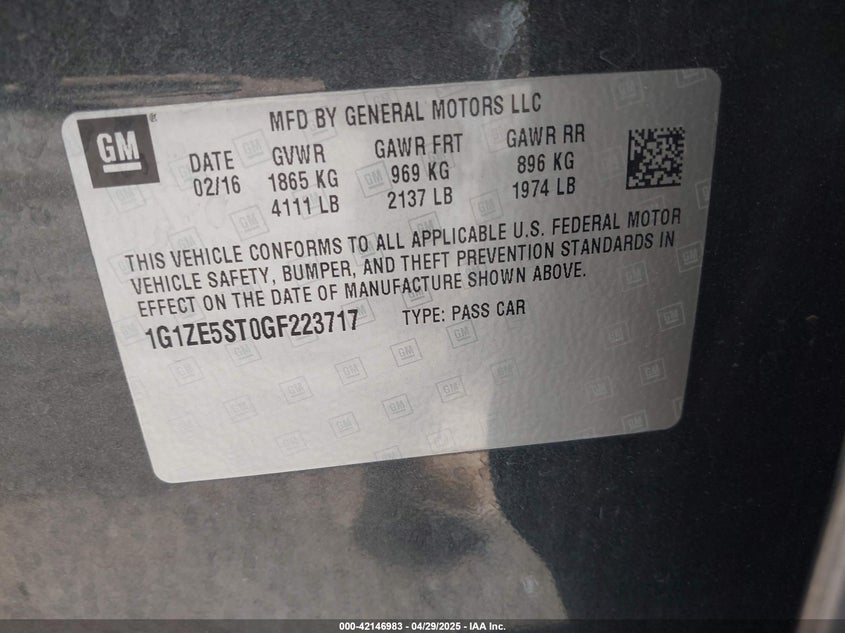 GM
®
MFD BY GENERAL MOTORS LLC
DATE
02/16
GVWR
1865 KG
4111 LB
GAWR FRT
969 KG
2137 LB
GAWR RR
896 KG
1974 LB
THIS VEHICLE CONFORMS TO ALL APPLICABLE U.S. FEDERAL MOTOR
VEHICLE SAFETY, BUMPER, AND THEFT PREVENTION STANDARDS IN
EFFECT ON THE DATE OF MANUFACTURE SHOWN ABOVE.
1G1ZE5ST0GF223717 TYPE: PASS CAR
000-42146983 / 04/29/2025 - IAA Inc.